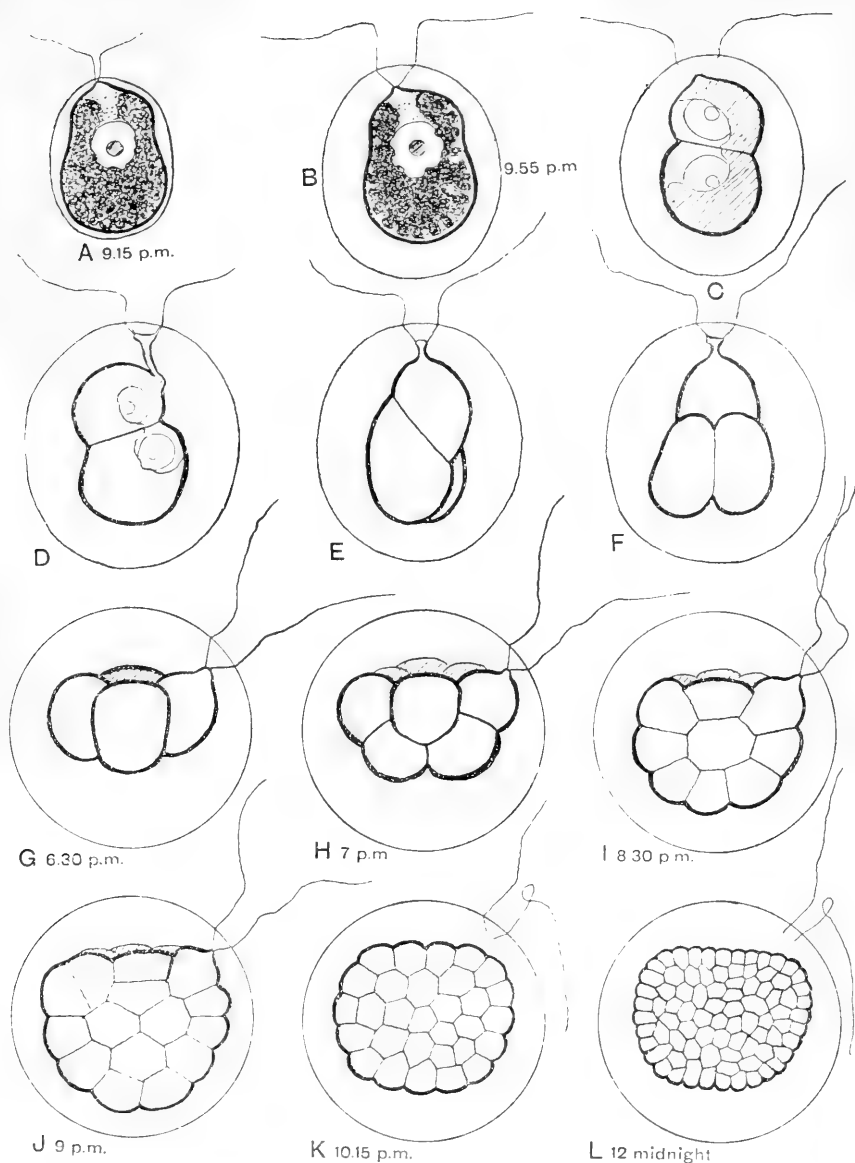 A 9.15 p.m.
B 9.55 p.m
C
D
E
F
G 6.30 p.m.
H 7 p.m
I 8 30 p m.
J 9 p.m.
K 10.15 p.m.
L 12 midnight